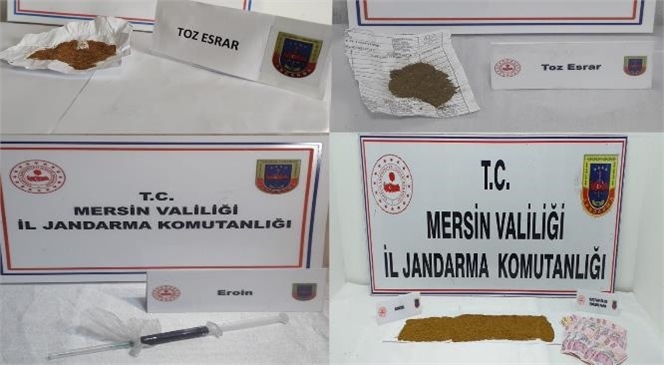 TOZ ESRAR
Toz Esrar
T.C.
MERSİN VALİLİĞİ
İL JANDARMA KOMUTANLIĞI
Eroin
T.C.
MERSİN VALİLİĞİ
İL JANDARMA KOMUTANLIĞI